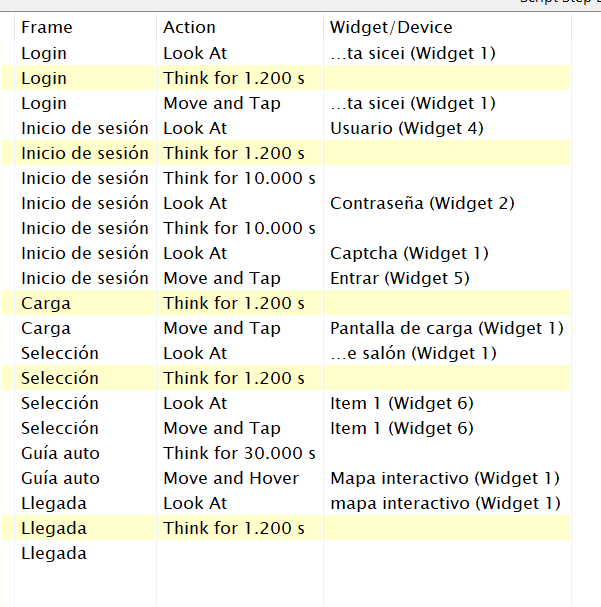 Frame Action Widget/Device
Login Look At ...ta sicei (Widget 1)
Login Think for 1.200 s
Login Move and Tap ...ta sicei (Widget 1)
Inicio de sesión Look At Usuario (Widget 4)
Inicio de sesión Think for 1.200 s
Inicio de sesión Think for 10.000 s
Inicio de sesión Look At Contraseña (Widget 2)
Inicio de sesión Think for 10.000 s
Inicio de sesión Look At Captcha (Widget 1)
Inicio de sesión Move and Tap Entrar (Widget 5)
Carga Think for 1.200 s
Carga Move and Tap Pantalla de carga (Widget 1)
Selección Look At ...e salón (Widget 1)
Selección Think for 1.200 s
Selección Look At Item 1 (Widget 6)
Selección Move and Tap Item 1 (Widget 6)
Guía auto Think for 30.000 s
Guía auto Move and Hover Mapa interactivo (Widget 1)
Llegada Look At mapa interactivo (Widget 1)
Llegada Think for 1.200 s
Llegada